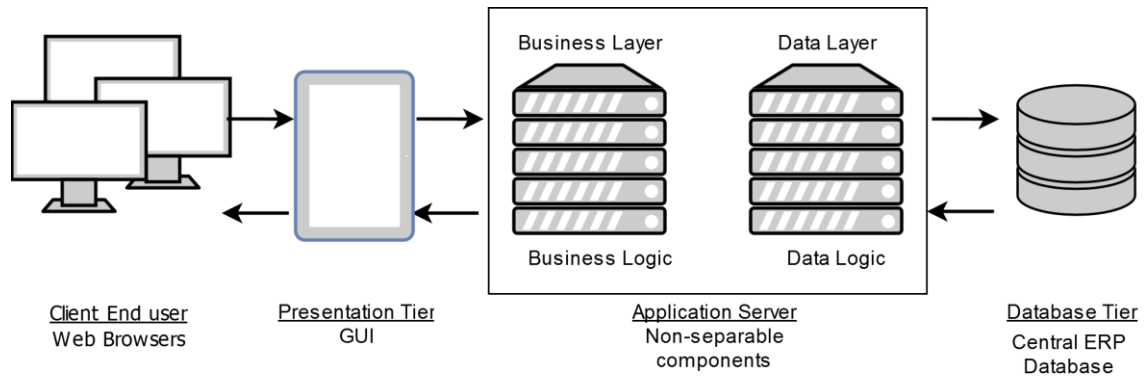 Business Layer
Data Layer
Business Logic
Data Logic
Client End user
Web Browsers
Presentation Tier
GUI
Application Server
Non-separable
components
Database Tier
Central ERP
Database